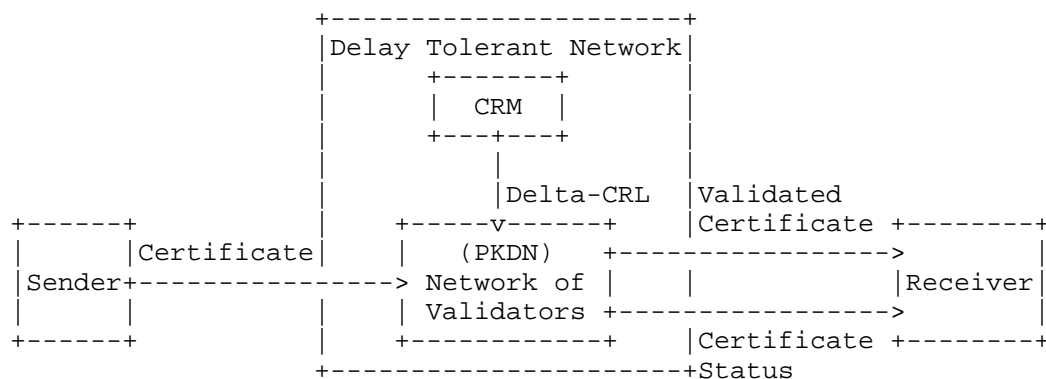 Delay Tolerant Network
CRM
Delta-CRL
Validated
Certificate
Certificate
(PKDN)
Sender
Network of
Receiver
Validators
Certificate
Status